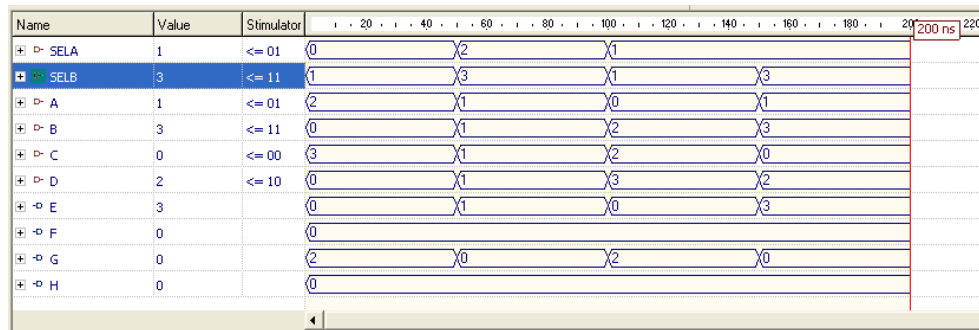 Name Value Stimulator 20 40 60 80 100 120 140 160 180 20 220
200 ns
SELA 1 <= 01 0 2 1
SELB 3 <= 11 1 3 1 3
A 1 <= 01 2 1 0 1
B 3 <= 11 0 1 2 3
C 0 <= 00 3 1 2 0
D 2 <= 10 0 1 3 2
E 3 0 1 0 3
F 0 0
G 0 2 0 2 0
H 0 0